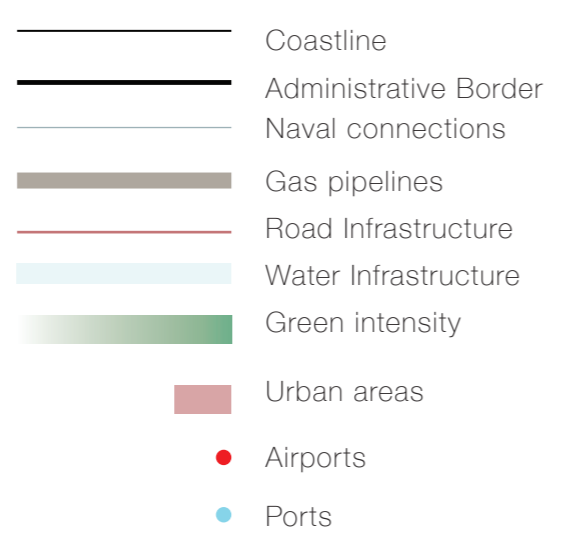 Coastline
Administrative Border
Naval connections
Gas pipelines
Road Infrastructure
Water Infrastructure
Green intensity
Urban areas
Airports
Ports